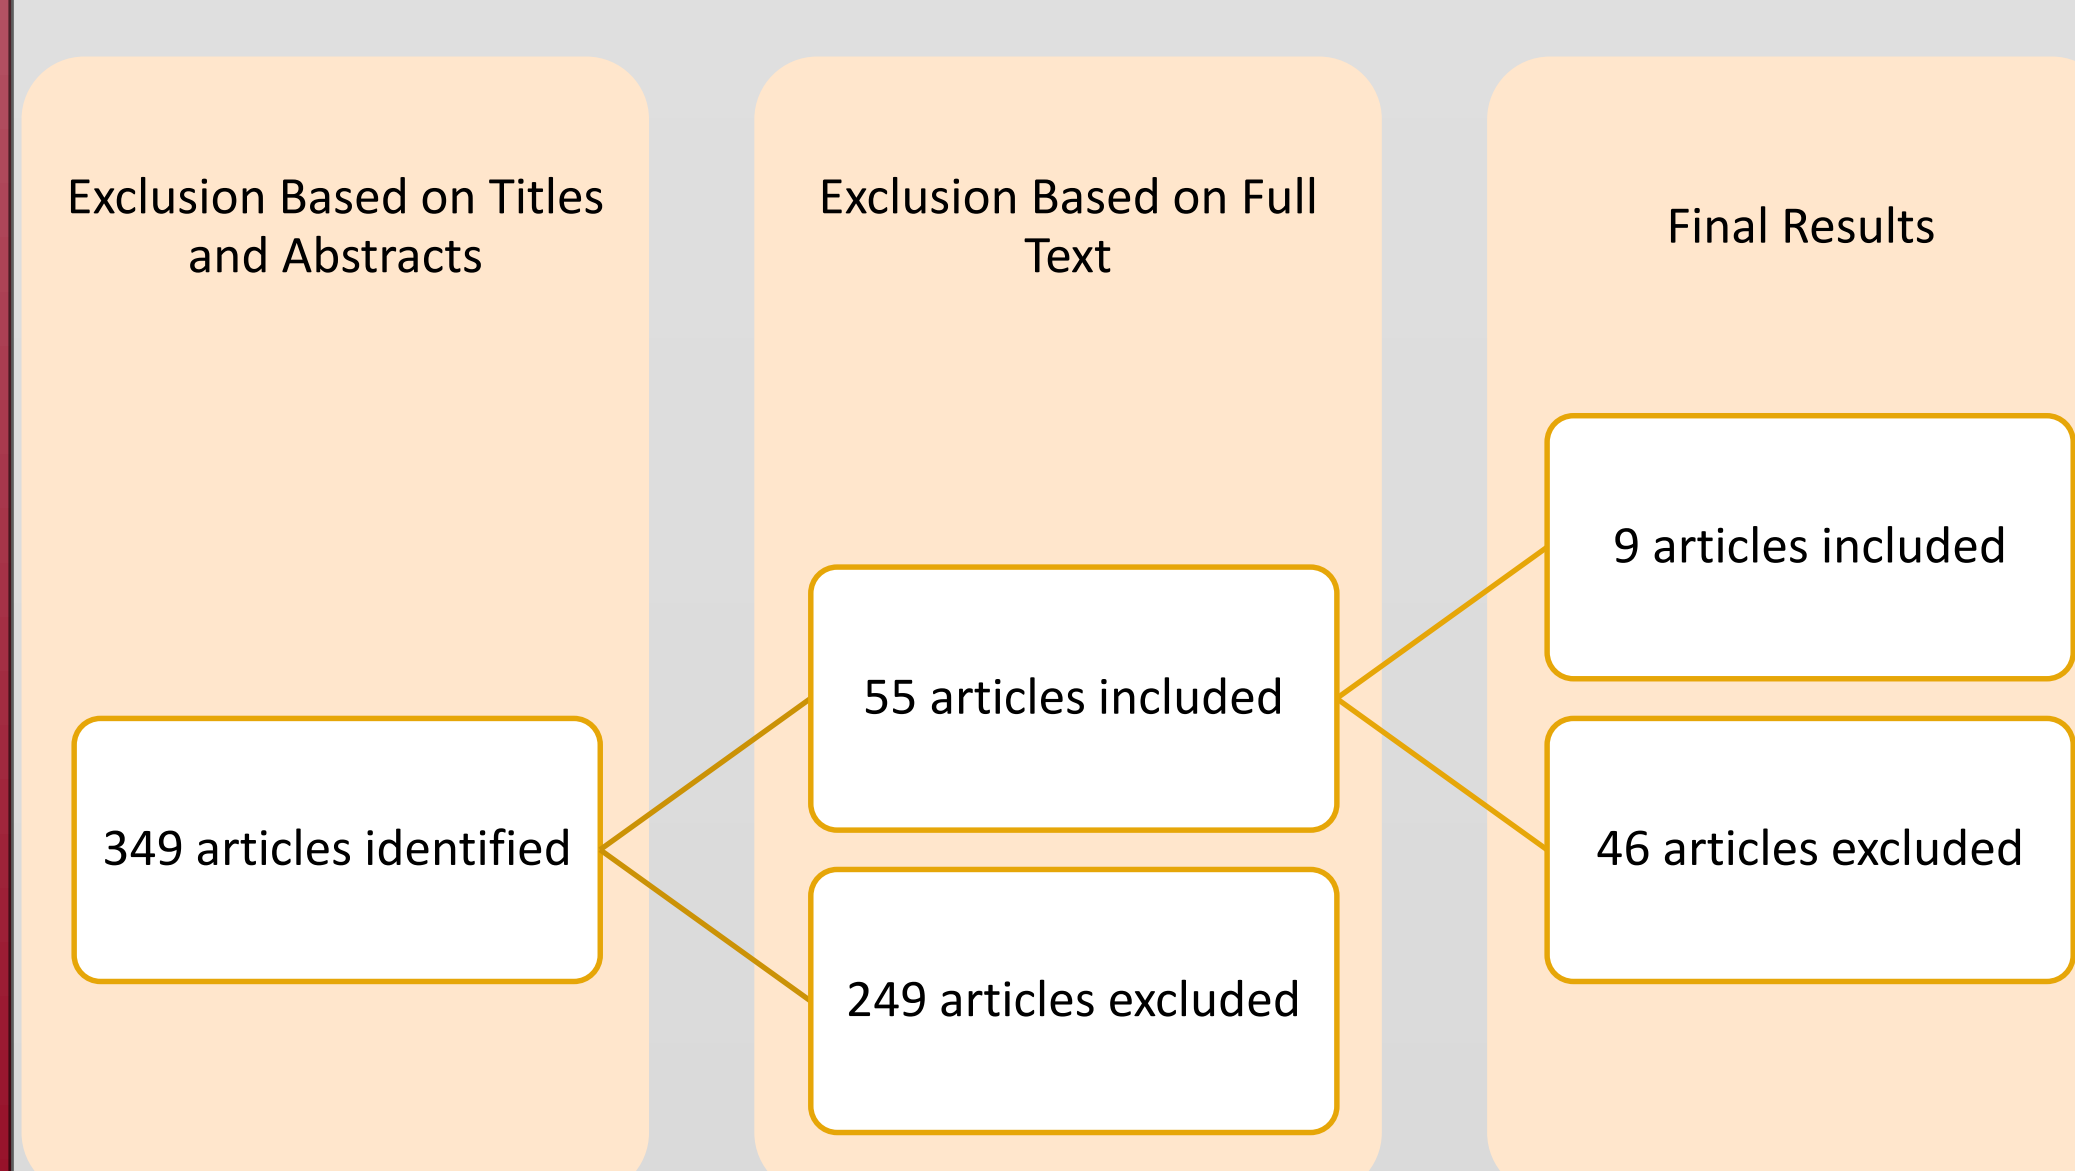 Exclusion Based on Titles
and Abstracts
349 articles identified
Exclusion Based on Full
Text
55 articles included
249 articles excluded
Final Results
9 articles included
46 articles excluded